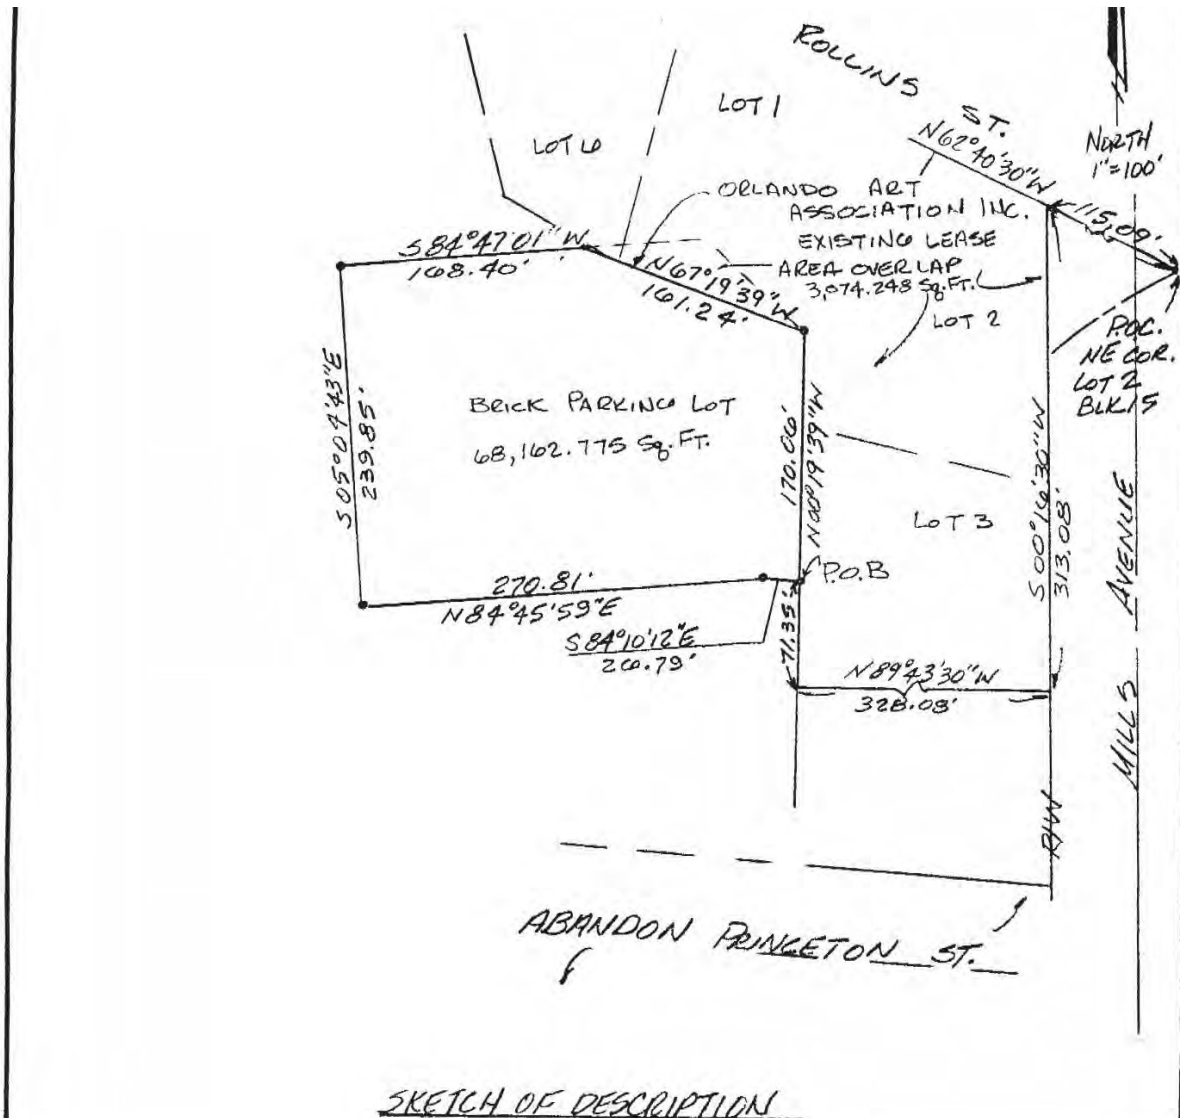 ROLLINS ST.
N62°40'30"W
NORTH
1"=100'
LOT 1
LOT 6
ORLANDO ART
ASSOCIATION INC.
EXISTING LEASE
AREA OVERLAP
3,074.248 Sq.FT.
115.09'
S84°47'01"W
168.40'
N67°19'39"W
161.24'
LOT 2
P.O.C.
NE COR.
LOT 2
BLK 15
BRICK PARKING LOT
68,162.775 Sq.FT.
S05°04'43"E
239.85'
170.06'
N00°19'39"W
LOT 3
S00°16'30"W
313.08'
MILLS AVENUE
P.O.B
270.81'
N84°45'59"E
S84°10'12"E
26.79'
71.35'
N89°43'30"W
328.08'
R/W
ABANDON PRINCETON ST.
SKETCH OF DESCRIPTION